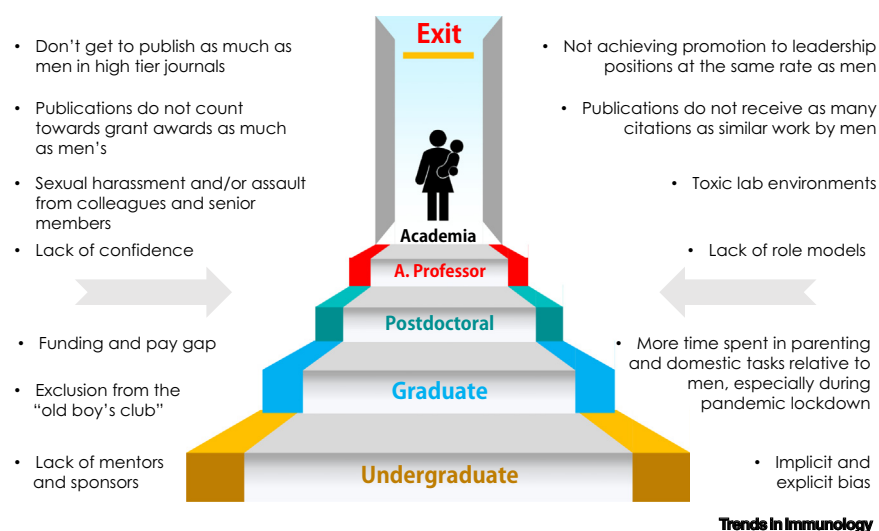 Exit
• Don't get to publish as much as
men in high tier journals
• Publications do not count
towards grant awards as much
as men's
• Sexual harassment and/or assault
from colleagues and senior
members
• Lack of confidence
• Funding and pay gap
• Exclusion from the
"old boy's club"
• Lack of mentors
and sponsors
Academia
A. Professor
Postdoctoral
Graduate
Undergraduate
• Not achieving promotion to leadership
positions at the same rate as men
• Publications do not receive as many
citations as similar work by men
• Toxic lab environments
• Lack of role models
• More time spent in parenting
and domestic tasks relative to
men, especially during
pandemic lockdown
• Implicit and
explicit bias
Trends in Immunology